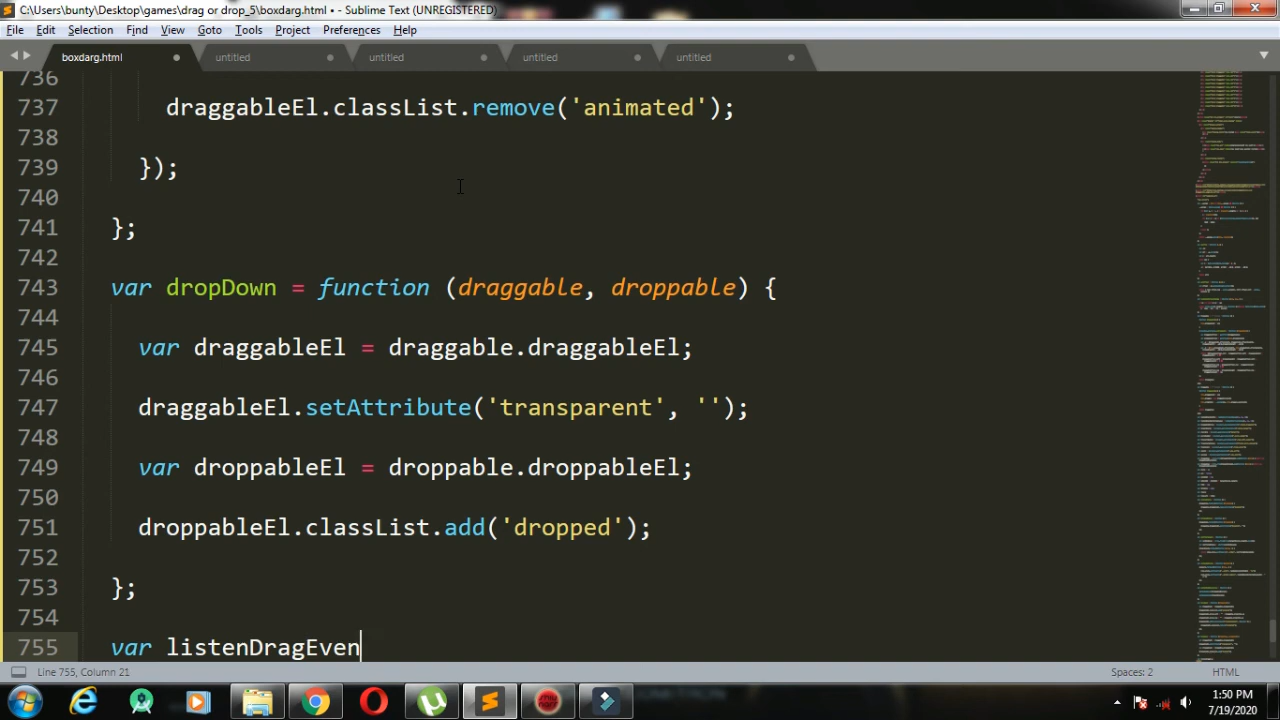 C:\Users\bunty\Desktop\games\drag or drop_5\boxdarg.html • - Sublime Text (UNREGISTERED)
File Edit Selection Find View Goto Tools Project Preferences Help
boxdarg.html untitled untitled untitled untitled
736
737 draggableEl.classList.remove('animated');
738
739 });
740
741 };
742
743 var dropDown = function (draggable, droppable) {
744
745 var draggableEl = draggable.draggableEl;
746
747 draggableEl.setAttribute('transparent', '');
748
749 var droppableEl = droppable.droppableEl;
750
751 droppableEl.classList.add('dropped');
752
753 };
754
755 var listenDragEven
Line 755, Column 21 Spaces: 2 HTML
1:50 PM
7/19/2020